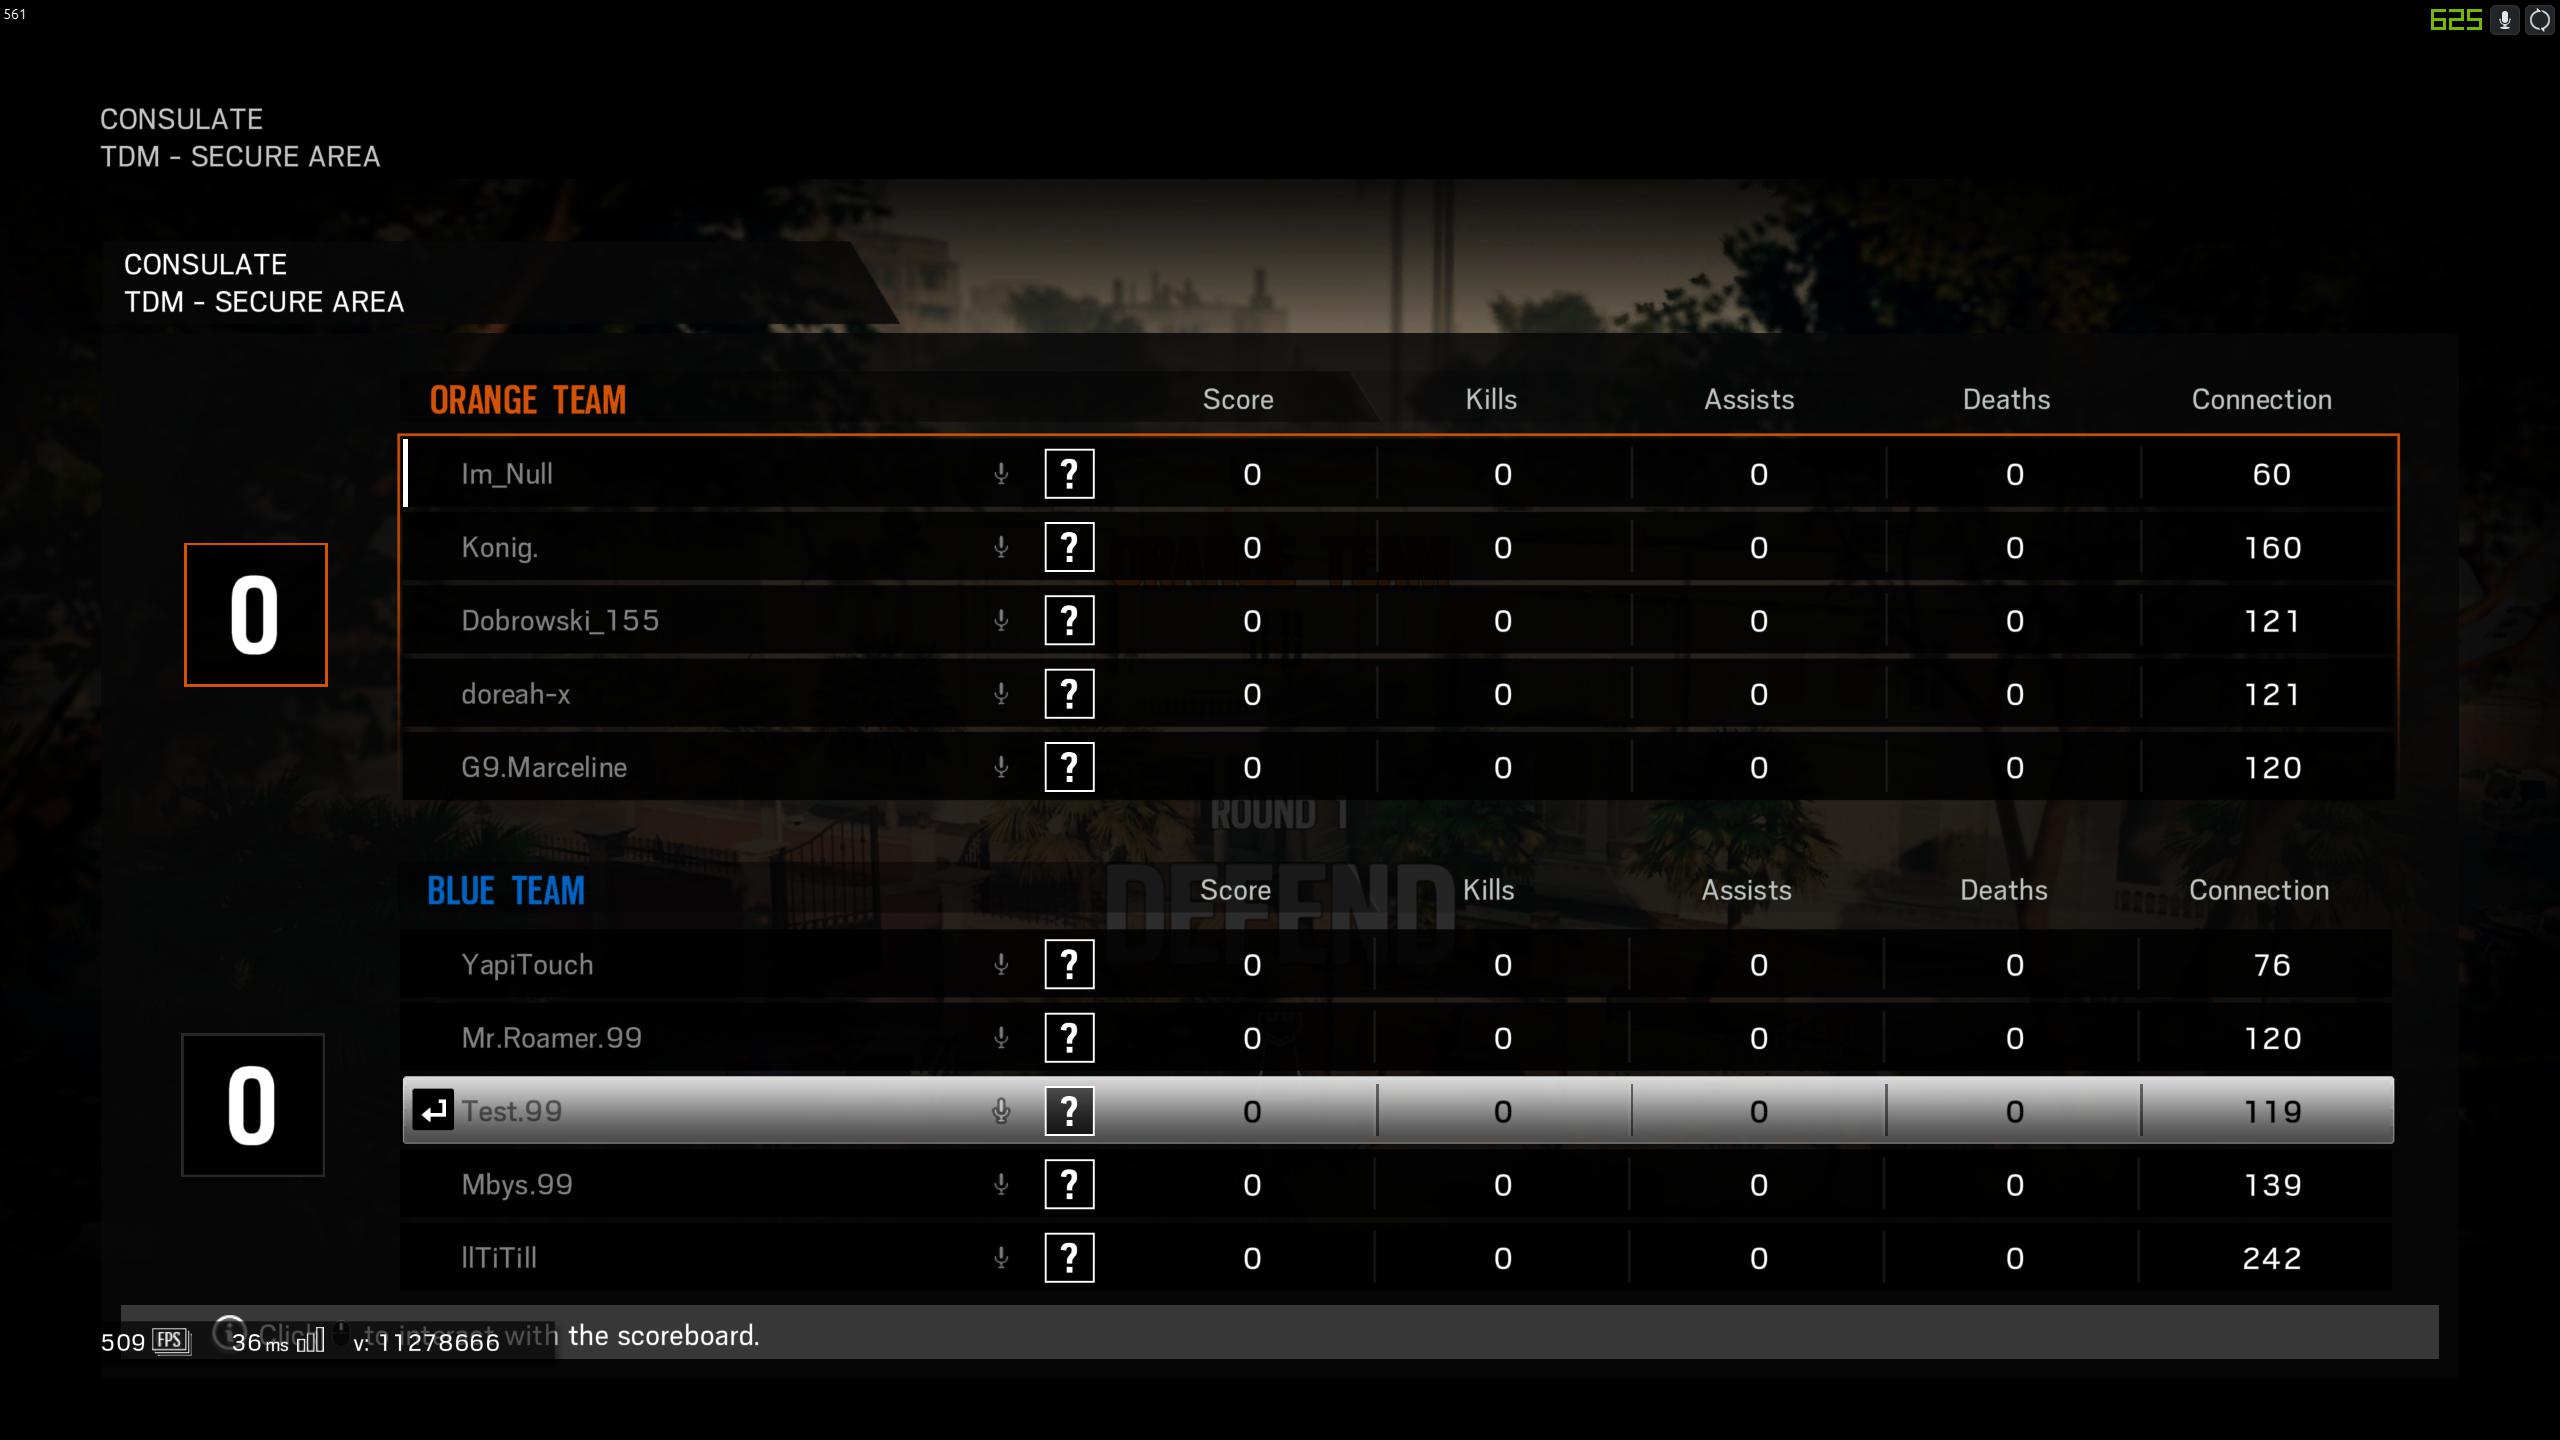 561
625
CONSULATE
TDM - SECURE AREA
CONSULATE
TDM - SECURE AREA
ORANGE TEAM Score Kills Assists Deaths Connection
Im_Null ? 0 0 0 0 60
Konig. ? 0 0 0 0 160
Dobrowski_155 ? 0 0 0 0 121
doreah-x ? 0 0 0 0 121
G9.Marceline ? 0 0 0 0 120
0
ROUND 1
DEFEND
BLUE TEAM Score Kills Assists Deaths Connection
YapiTouch ? 0 0 0 0 76
Mr.Roamer.99 ? 0 0 0 0 120
Test.99 ? 0 0 0 0 119
Mbys.99 ? 0 0 0 0 139
llTiTill ? 0 0 0 0 242
0
Click to interact with the scoreboard.
509 FPS 36 ms v: 11278666